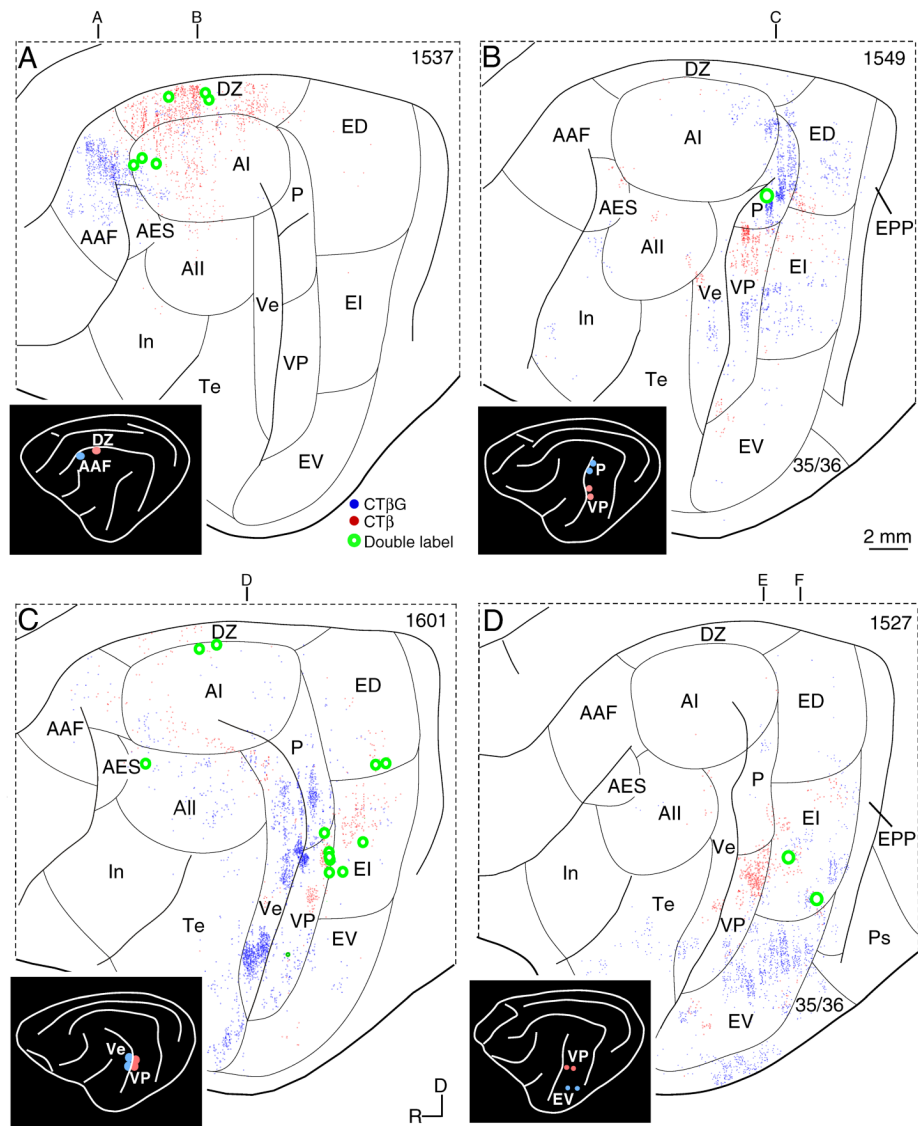 A
B
C
A
1537
DZ
ED
AAF
AI
P
AAF
AES
AII
Ve
EI
In
VP
Te
EV
DZ
AAF
CTβG
CTβ
Double label
B
1549
DZ
AAF
AI
ED
AES
P
EPP
AII
EI
Ve
VP
In
Te
EV
35/36
P
VP
2 mm
D
E
F
C
1601
DZ
AI
ED
AAF
P
AES
AII
EI
In
Ve
VP
Te
EV
Ve
VP
D
R
D
1527
DZ
AAF
AI
ED
P
AES
AII
EI
EPP
Ve
In
Te
VP
Ps
35/36
EV
VP
EV